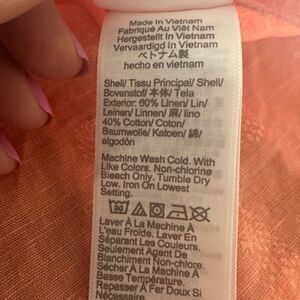 Made In Vietnam
Fabriqué Au Viêt Nam
Hergestellt In Vietnam
Vervaardigd In Vietnam
ベトナム製
hecho en vietnam
Shell/ Tissu Principal/ Shell/
Bovenstof/ 本体/ Tela
Exterior: 60% Linen/ Lin/
Leinen/ Linnen/ 麻/ lino
40% Cotton/ Coton/
Baumwolle/ Katoen/ 綿/
algodón
Machine Wash Cold. With
Like Colors. Non-chlorine
Bleach Only. Tumble Dry
Low. Iron On Lowest
Setting.
Laver À La Machine À
L'eau Froide. Laver En
Séparant Les Couleurs.
Seulement Agent De
Blanchiment Non-chlore.
Sécher À La Machine À
Basse Température.
Repasser À Fer Doux Si
Nécessaire.